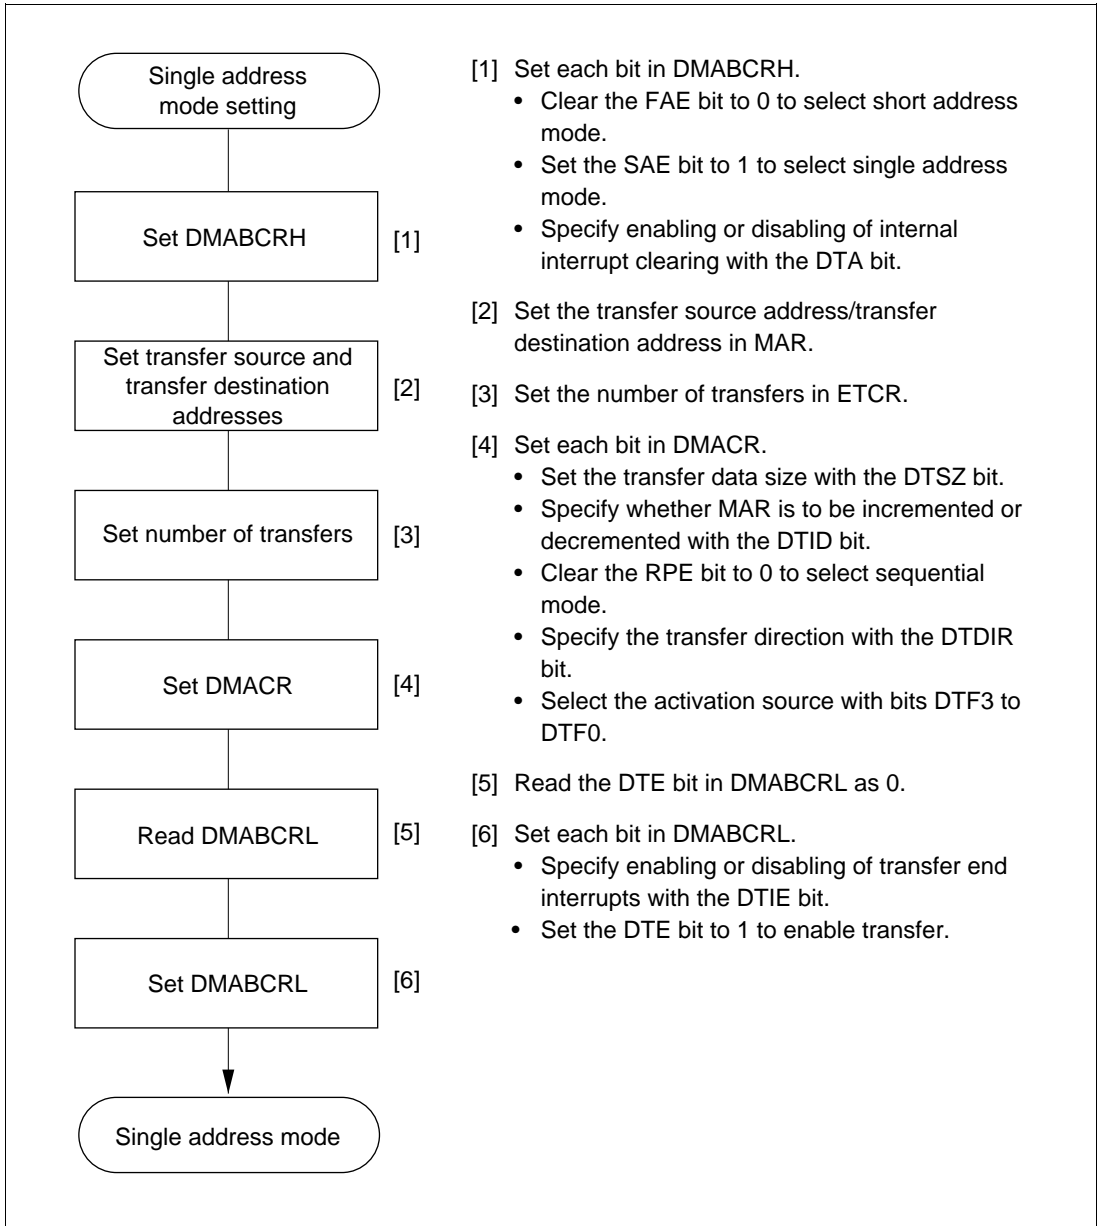 Single address
mode setting
Set DMABCRH [1]
Set transfer source and
transfer destination
addresses
[2]
Set number of transfers [3]
Set DMACR [4]
Read DMABCRL [5]
Set DMABCRL [6]
Single address mode
[1] Set each bit in DMABCRH.
• Clear the FAE bit to 0 to select short address
mode.
• Set the SAE bit to 1 to select single address
mode.
• Specify enabling or disabling of internal
interrupt clearing with the DTA bit.
[2] Set the transfer source address/transfer
destination address in MAR.
[3] Set the number of transfers in ETCR.
[4] Set each bit in DMACR.
• Set the transfer data size with the DTSZ bit.
• Specify whether MAR is to be incremented or
decremented with the DTID bit.
• Clear the RPE bit to 0 to select sequential
mode.
• Specify the transfer direction with the DTDIR
bit.
• Select the activation source with bits DTF3 to
DTF0.
[5] Read the DTE bit in DMABCRL as 0.
[6] Set each bit in DMABCRL.
• Specify enabling or disabling of transfer end
interrupts with the DTIE bit.
• Set the DTE bit to 1 to enable transfer.